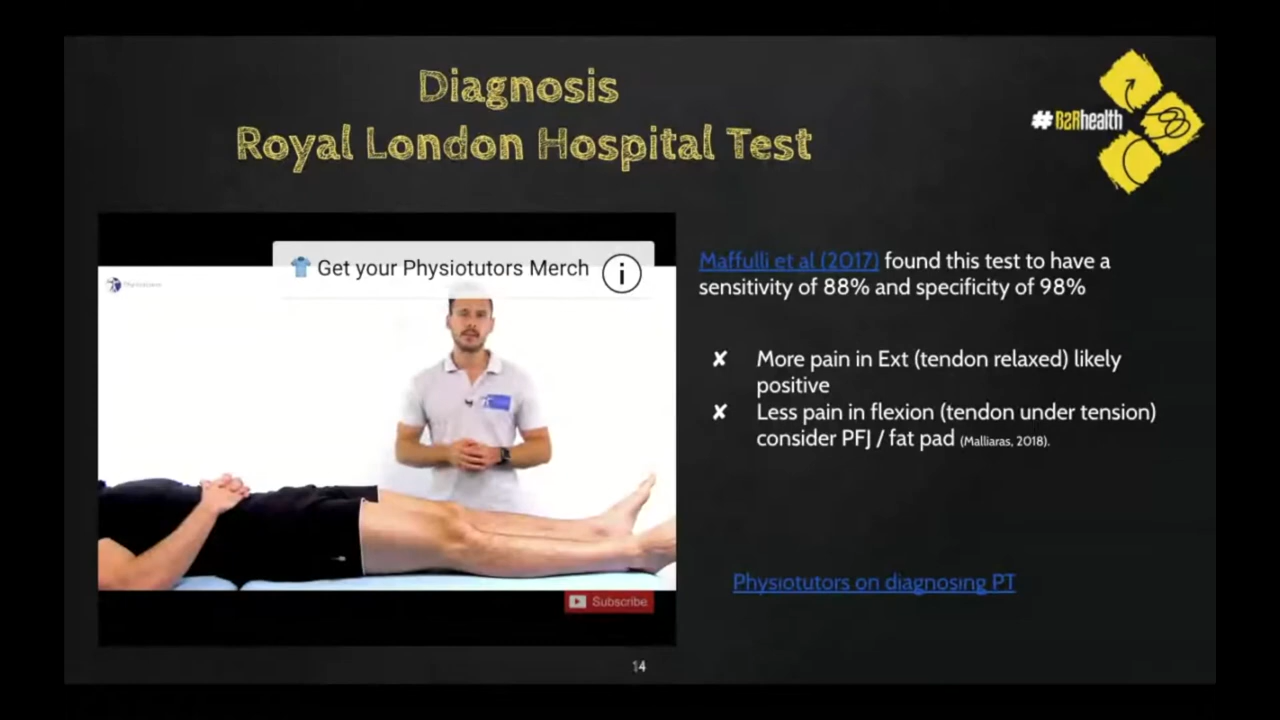 Diagnosis
Royal London Hospital Test
#B2Rhealth
Get your Physiotutors Merch
i
Physiotutors
Maffulli et al (2017) found this test to have a
sensitivity of 88% and specificity of 98%
✘ More pain in Ext (tendon relaxed) likely
positive
✘ Less pain in flexion (tendon under tension)
consider PFJ / fat pad (Malliaras, 2018).
Physiotutors on diagnosing PT
Subscribe
14